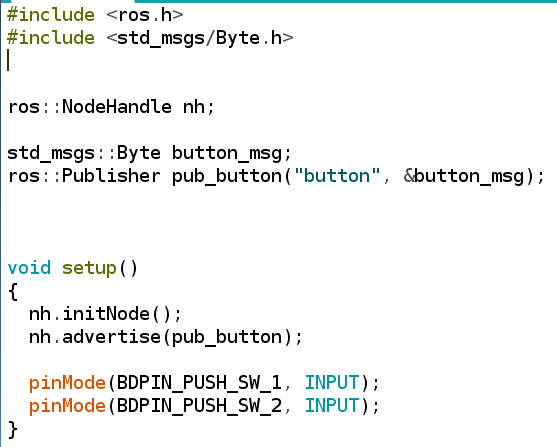 #include <ros.h>
#include <std_msgs/Byte.h>
ros::NodeHandle nh;
std_msgs::Byte button_msg;
ros::Publisher pub_button("button", &button_msg);
void setup()
{
  nh.initNode();
  nh.advertise(pub_button);
  pinMode(BDPIN_PUSH_SW_1, INPUT);
  pinMode(BDPIN_PUSH_SW_2, INPUT);
}